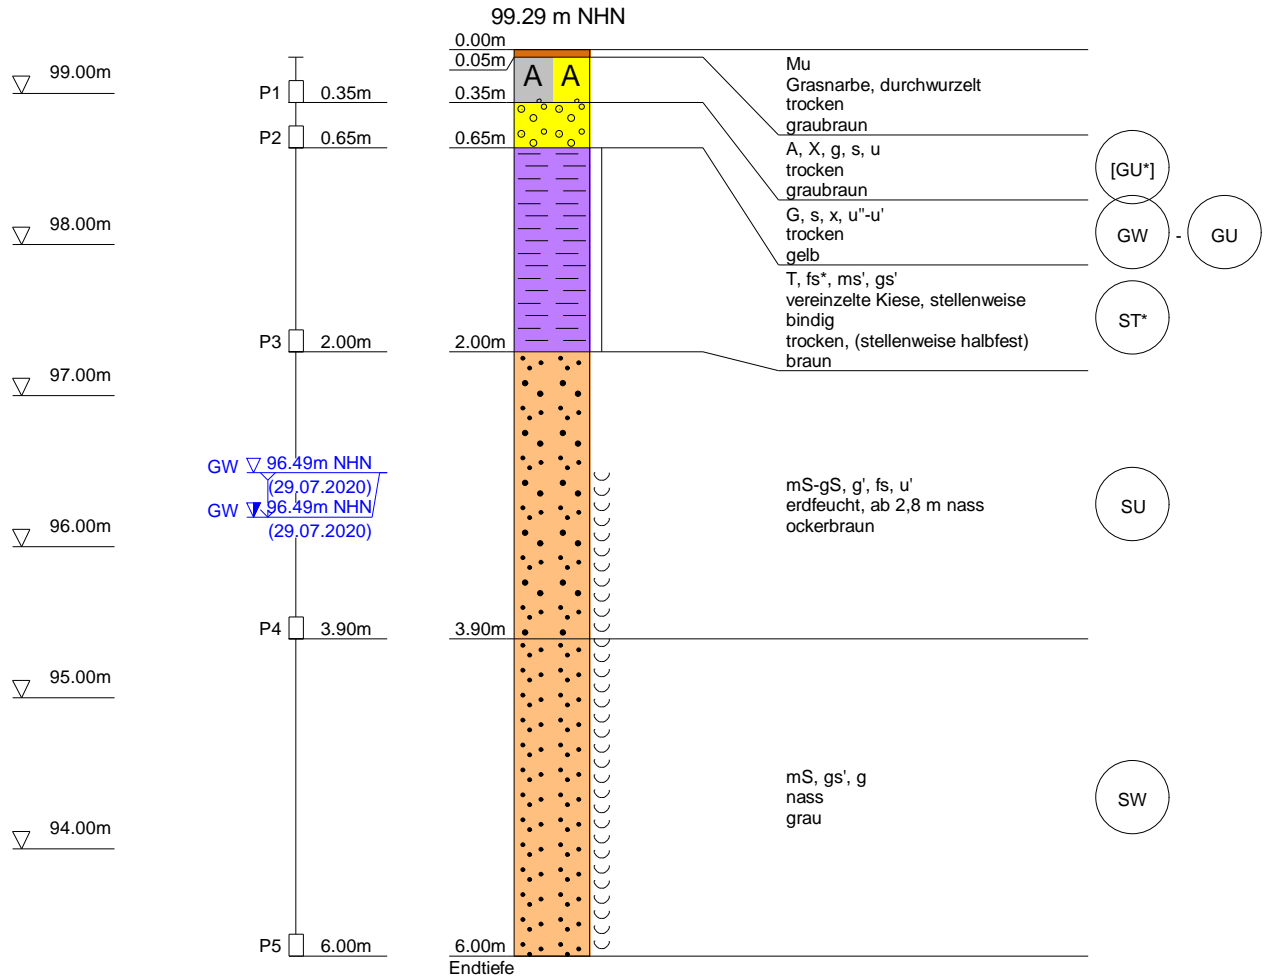 99.29 m NHN
99.00m
98.00m
97.00m
96.00m
95.00m
94.00m
P1 0.35m
P2 0.65m
P3 2.00m
GW 96.49m NHN
(29.07.2020)
GW 96.49m NHN
(29.07.2020)
P4 3.90m
P5 6.00m
0.00m
0.05m
0.35m
0.65m
2.00m
3.90m
6.00m
Endtiefe
A A
Mu
Grasnarbe, durchwurzelt
trocken
graubraun
A, X, g, s, u
trocken
graubraun
[GU*]
G, s, x, u"-u'
trocken
gelb
GW - GU
T, fs*, ms', gs'
vereinzelte Kiese, stellenweise
bindig
trocken, (stellenweise halbfest)
braun
ST*
mS-gS, g', fs, u'
erdfeucht, ab 2,8 m nass
ockerbraun
SU
mS, gs', g
nass
grau
SW